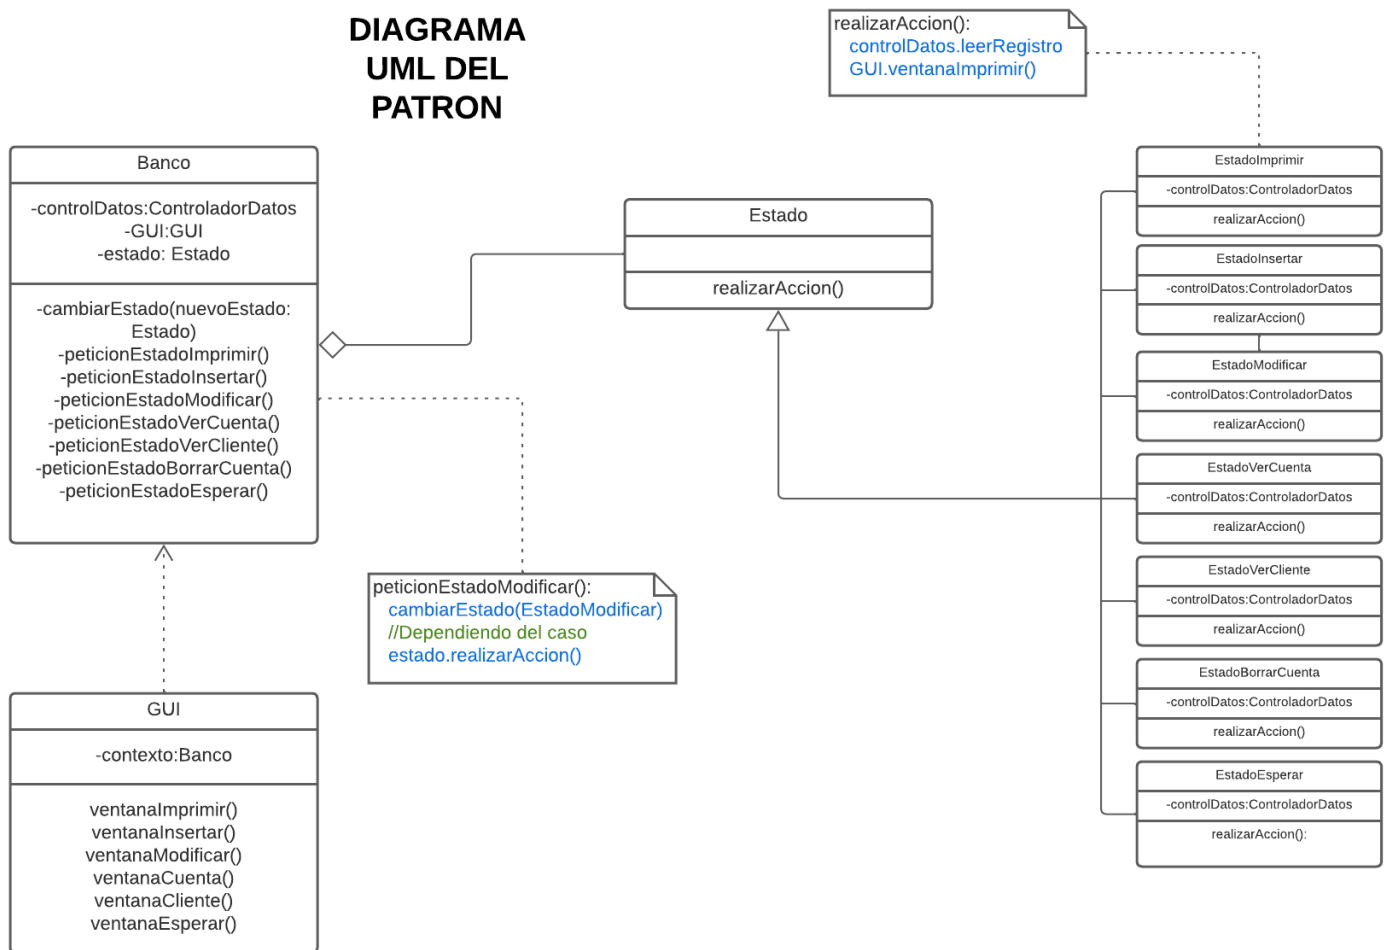 DIAGRAMA
UML DEL
PATRON
realizarAccion():
controlDatos.leerRegistro
GUI.ventanaImprimir()
Banco
-controlDatos:ControladorDatos
-GUI:GUI
-estado: Estado
-cambiarEstado(nuevoEstado:
Estado)
-peticionEstadoImprimir()
-peticionEstadoInsertar()
-peticionEstadoModificar()
-peticionEstadoVerCuenta()
-peticionEstadoVerCliente()
-peticionEstadoBorrarCuenta()
-peticionEstadoEsperar()
Estado
realizarAccion()
peticionEstadoModificar():
cambiarEstado(EstadoModificar)
//Dependiendo del caso
estado.realizarAccion()
GUI
-contexto:Banco
ventanaImprimir()
ventanaInsertar()
ventanaModificar()
ventanaCuenta()
ventanaCliente()
ventanaEsperar()
EstadoImprimir
-controlDatos:ControladorDatos
realizarAccion()
EstadoInsertar
-controlDatos:ControladorDatos
realizarAccion()
EstadoModificar
-controlDatos:ControladorDatos
realizarAccion()
EstadoVerCuenta
-controlDatos:ControladorDatos
realizarAccion()
EstadoVerCliente
-controlDatos:ControladorDatos
realizarAccion()
EstadoBorrarCuenta
-controlDatos:ControladorDatos
realizarAccion()
EstadoEsperar
-controlDatos:ControladorDatos
realizarAccion():